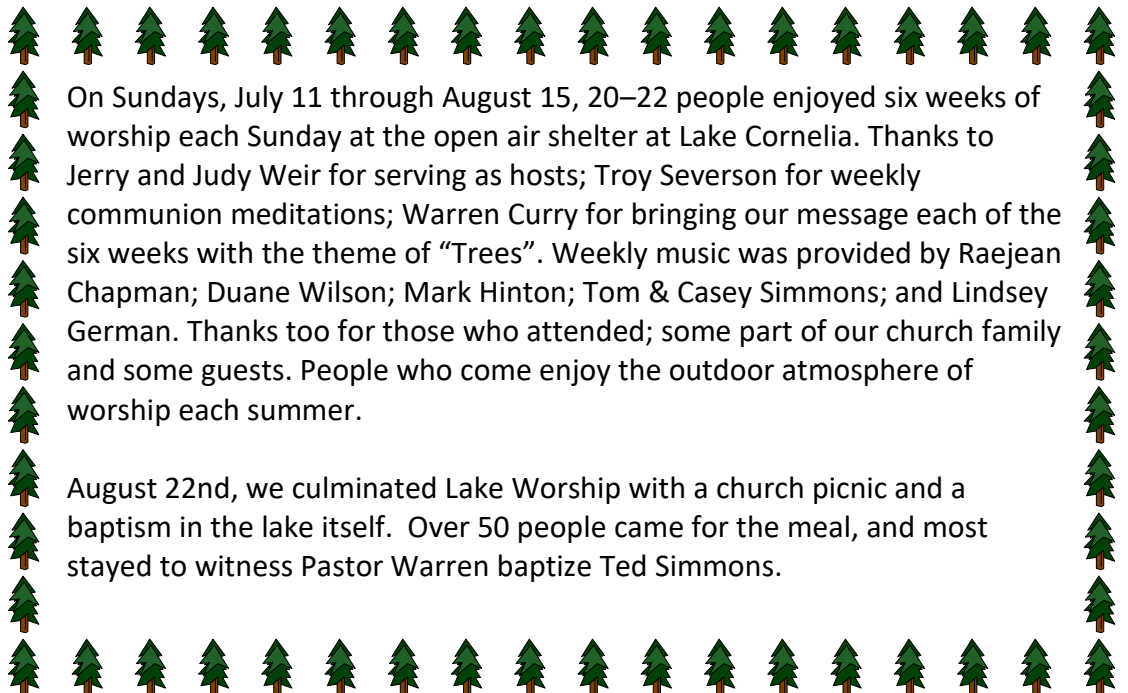 On Sundays, July 11 through August 15, 20–22 people enjoyed six weeks of
worship each Sunday at the open air shelter at Lake Cornelia. Thanks to
Jerry and Judy Weir for serving as hosts; Troy Severson for weekly
communion meditations; Warren Curry for bringing our message each of the
six weeks with the theme of “Trees”. Weekly music was provided by Raejean
Chapman; Duane Wilson; Mark Hinton; Tom & Casey Simmons; and Lindsey
German. Thanks too for those who attended; some part of our church family
and some guests. People who come enjoy the outdoor atmosphere of
worship each summer.

August 22nd, we culminated Lake Worship with a church picnic and a
baptism in the lake itself.  Over 50 people came for the meal, and most
stayed to witness Pastor Warren baptize Ted Simmons.